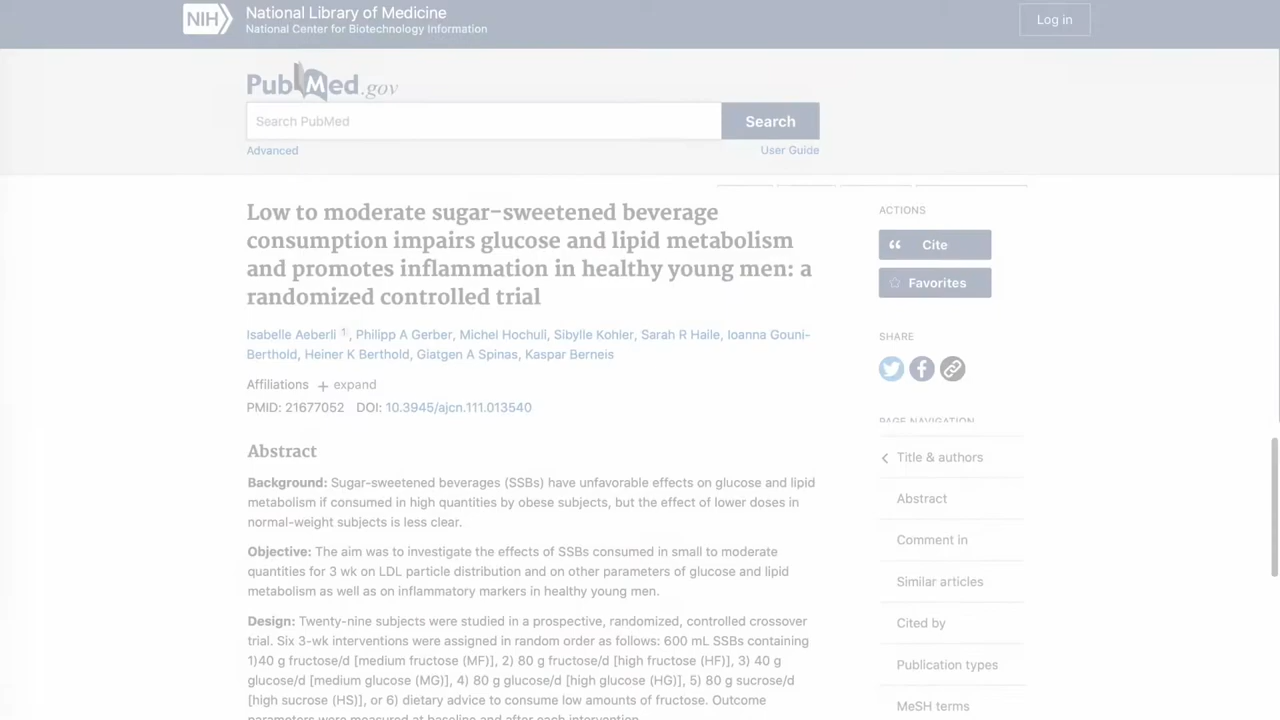 NIH
National Library of Medicine
National Center for Biotechnology Information
Log in
PubMed.gov
Search PubMed
Search
Advanced
User Guide
Low to moderate sugar-sweetened beverage
consumption impairs glucose and lipid metabolism
and promotes inflammation in healthy young men: a
randomized controlled trial
Isabelle Aeberli 1, Philipp A Gerber, Michel Hochuli, Sibylle Kohler, Sarah R Haile, Ioanna Gouni-
Berthold, Heiner K Berthold, Giatgen A Spinas, Kaspar Berneis
Affiliations + expand
PMID: 21677052 DOI: 10.3945/ajcn.111.013540
Abstract
Background: Sugar-sweetened beverages (SSBs) have unfavorable effects on glucose and lipid
metabolism if consumed in high quantities by obese subjects, but the effect of lower doses in
normal-weight subjects is less clear.
Objective: The aim was to investigate the effects of SSBs consumed in small to moderate
quantities for 3 wk on LDL particle distribution and on other parameters of glucose and lipid
metabolism as well as on inflammatory markers in healthy young men.
Design: Twenty-nine subjects were studied in a prospective, randomized, controlled crossover
trial. Six 3-wk interventions were assigned in random order as follows: 600 mL SSBs containing
1)40 g fructose/d [medium fructose (MF)], 2) 80 g fructose/d [high fructose (HF)], 3) 40 g
glucose/d [medium glucose (MG)], 4) 80 g glucose/d [high glucose (HG)], 5) 80 g sucrose/d
[high sucrose (HS)], or 6) dietary advice to consume low amounts of fructose. Outcome
parameters were measured at baseline and after each intervention.
ACTIONS
Cite
Favorites
SHARE
PAGE NAVIGATION
Title & authors
Abstract
Comment in
Similar articles
Cited by
Publication types
MeSH terms